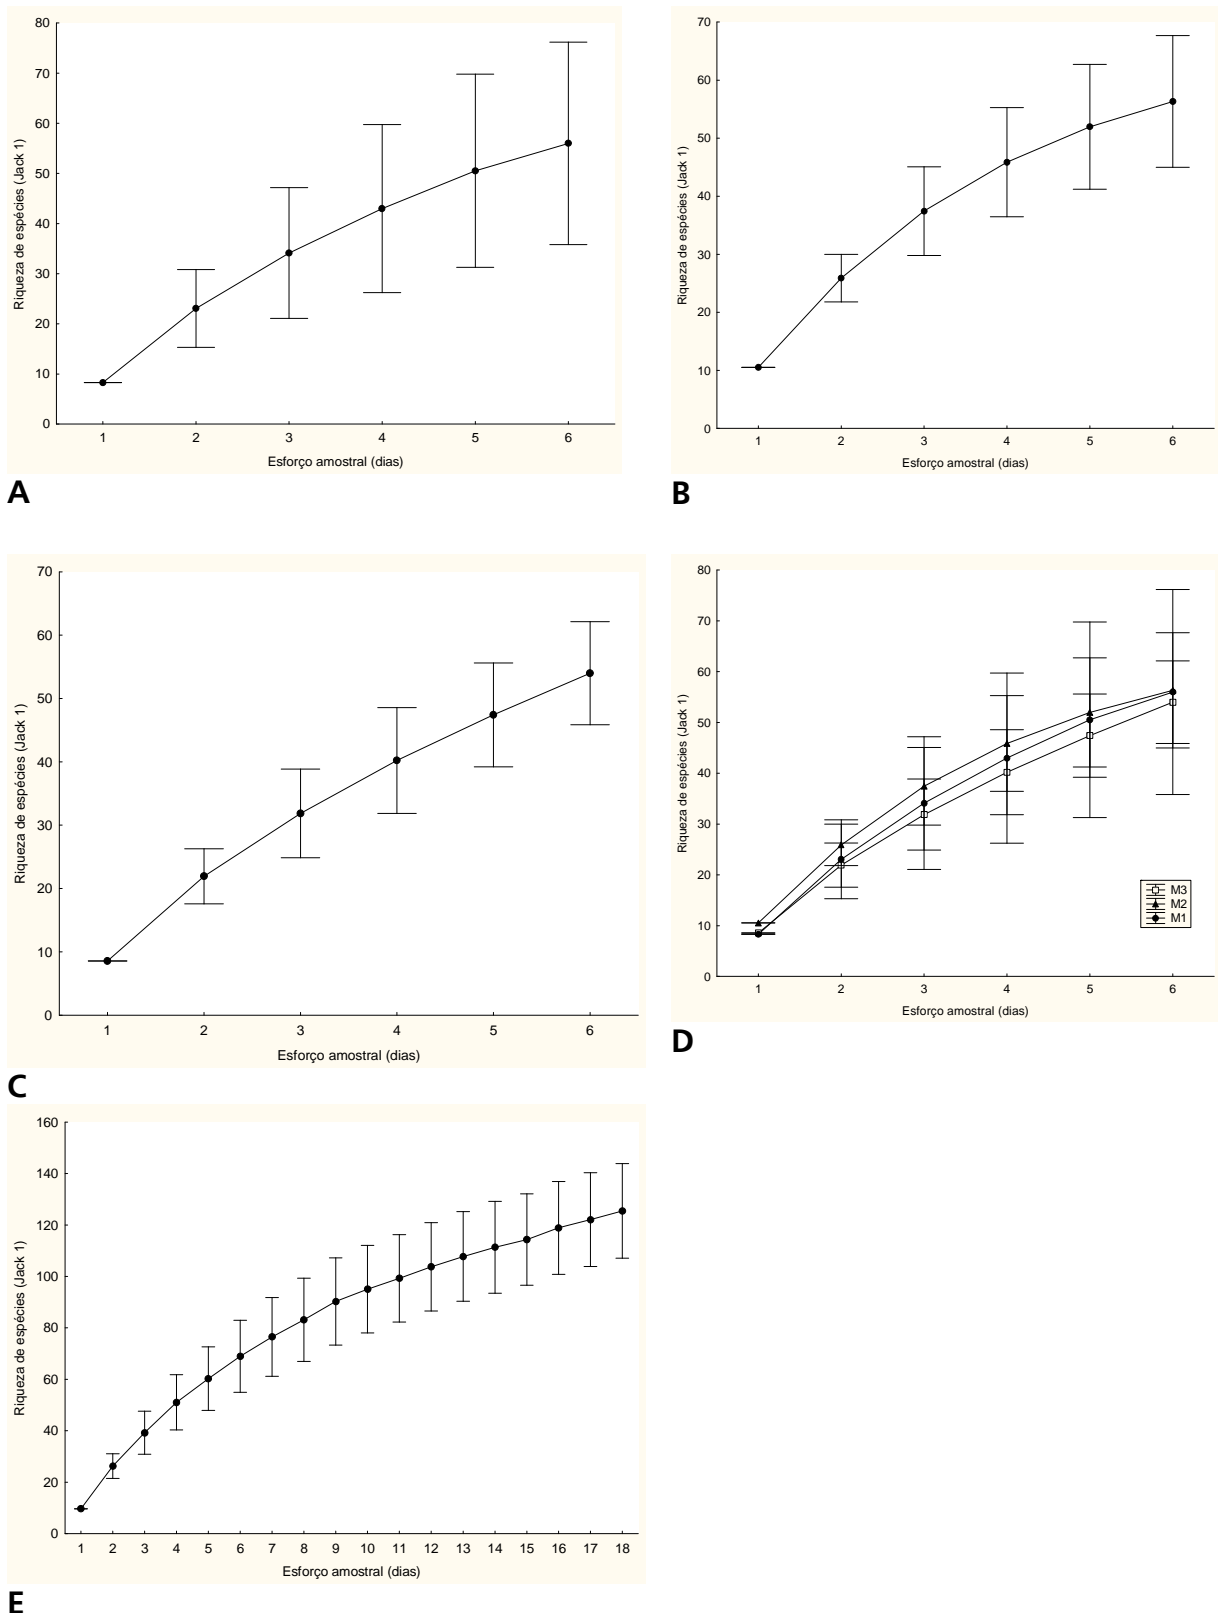 80
70
60
50
40
30
20
10
0
Riqueza de espécies (Jack 1)
1 2 3 4 5 6
Esforço amostral (dias)
A
70
60
50
40
30
20
10
0
Riqueza de espécies (Jack 1)
1 2 3 4 5 6
Esforço amostral (dias)
B
70
60
50
40
30
20
10
0
Riqueza de espécies (Jack 1)
1 2 3 4 5 6
Esforço amostral (dias)
C
80
70
60
50
40
30
20
10
0
Riqueza de espécies (Jack 1)
M3
M2
M1
1 2 3 4 5 6
Esforço amostral (dias)
D
160
140
120
100
80
60
40
20
0
Riqueza de espécies (Jack 1)
1 2 3 4 5 6 7 8 9 10 11 12 13 14 15 16 17 18
Esforço amostral (dias)
E